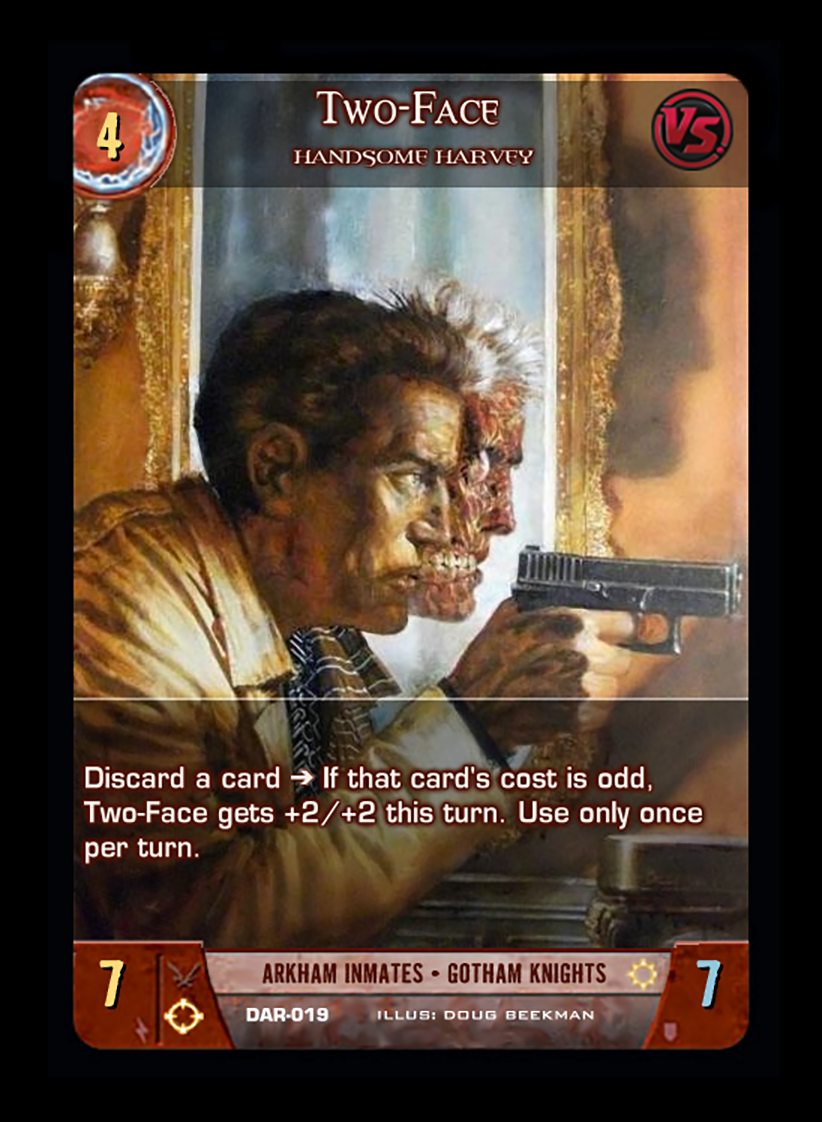 4
Two-Face
HANDSOME HARVEY
VS.
Discard a card ➔ If that card's cost is odd,
Two-Face gets +2/+2 this turn. Use only once
per turn.
7
ARKHAM INMATES • GOTHAM KNIGHTS
7
DAR-019 ILLUS: DOUG BEEKMAN